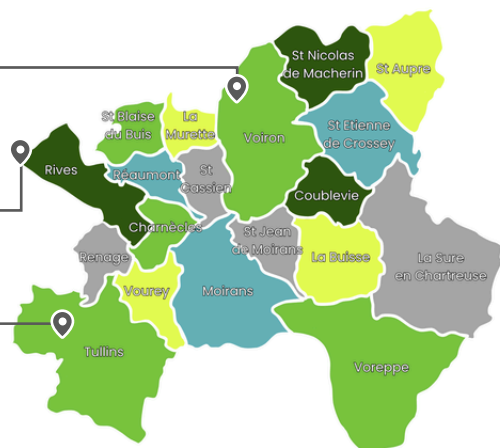 St Nicolas
de Macherin
St Aupre
St Blaise
du Buis
La
Murette
Voiron
St Etienne
de Crossey
Rives
Réaumont
St
Cassien
Coublevie
Charnècles
St Jean
de Moirans
Renage
La Buisse
La Sure
en Chartreuse
Vourey
Moirans
Tullins
Voreppe